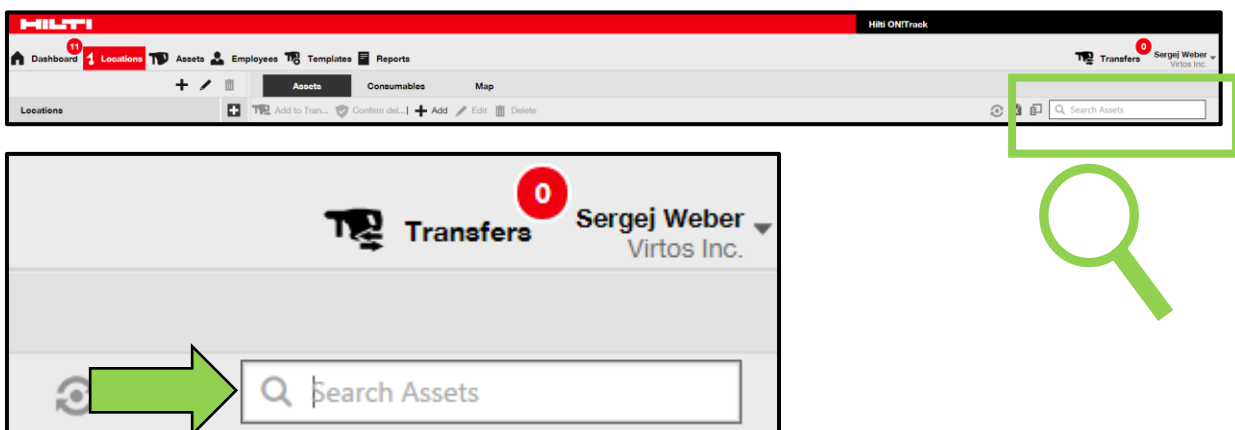 HILTI
Hilti ON!Track
11
Dashboard Locations Assets Employees Templates Reports
0
Transfers Sergej Weber
Virtos Inc.
Assets Consumables Map
Locations Add to Tran... Confirm del...| Add Edit Delete Search Assets
0
Transfers Sergej Weber
Virtos Inc.
Search Assets